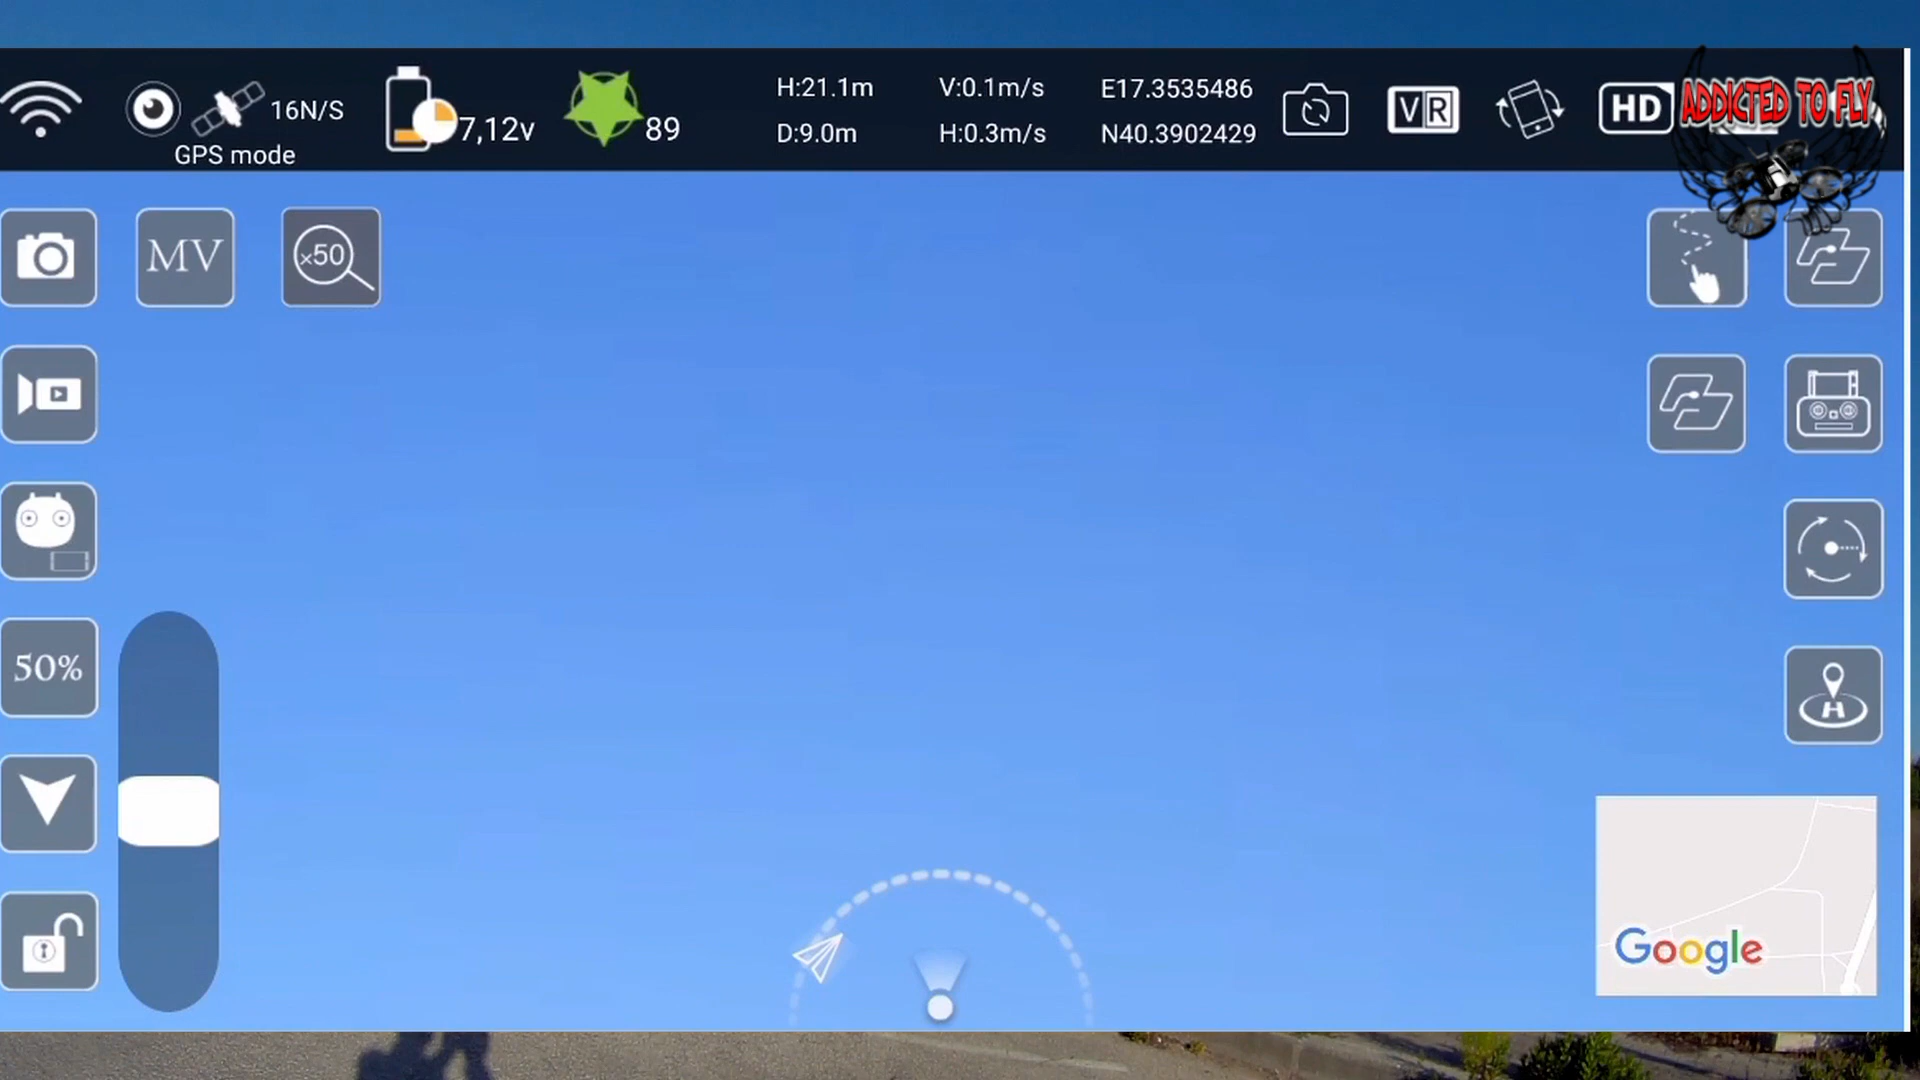 H:21.1m V:0.1m/s E17.3535486
16N/S
7,12v 89
D:9.0m H:0.3m/s N40.3902429
GPS mode
VR
HD
ADDICTED TO FLY
MV
x50
50%
H
Google